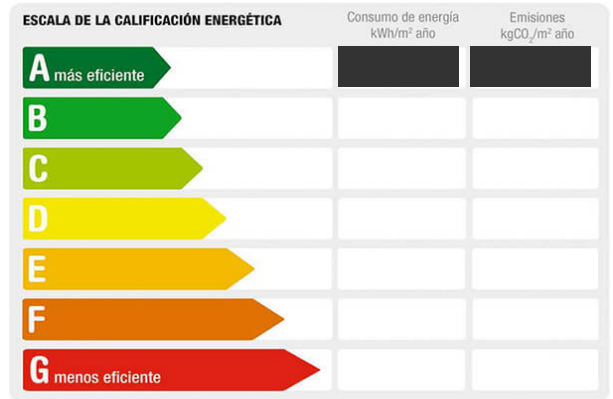 ESCALA DE LA CALIFICACIÓN ENERGÉTICA
Consumo de energía
kWh/m² año
Emisiones
kgCO₂/m² año
A más eficiente
B
C
D
E
F
G menos eficiente